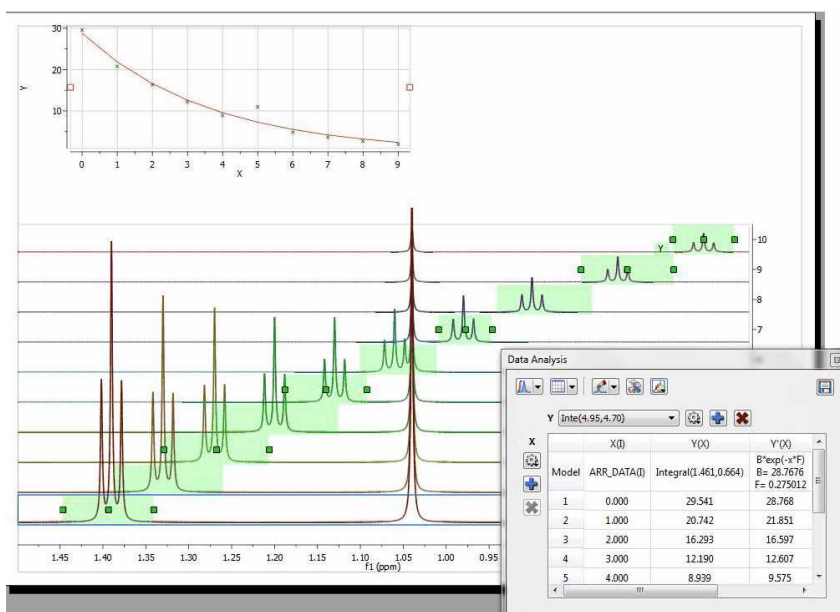 30
20
10
Y
0 1 2 3 4 5 6 7 8 9
X
Y
10
9
8
7
1.45 1.40 1.35 1.30 1.25 1.20 1.15 1.10 1.05 1.00 0.95
f1 (ppm)
Data Analysis
Y Inte(4.95,4.70)
X
X(I) Y(X) Y'(X)
Model ARR_DATA(I) Integral(1.461,0.664) B*exp(-x*F)
B= 28.7676
F= 0.275012
1 0.000 29.541 28.768
2 1.000 20.742 21.851
3 2.000 16.293 16.597
4 3.000 12.190 12.607
5 4.000 8.939 9.575